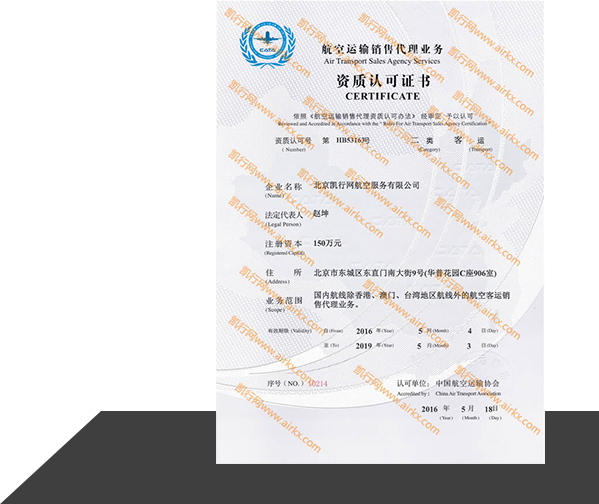 CATA
航空运输销售代理业务
Air Transport Sales Agency Services
资质认可证书
CERTIFICATE
依照《航空运输销售代理资质认可办法》经审定 予以认可
Reviewed and Accredited in Accordance with the " Rules For Air Transport Sales Agency Certification "
资质认可号 第 HB5316号 二 类 客 运
( Number) (Category) (Transport)
企 业 名 称 北京凯行网航空服务有限公司
(Name)
法定代表人 赵坤
(Legal Person)
注 册 资 本 150万元
(Registered Capital)
住 所 北京市东城区东直门南大街9号(华普花园C座906室)
(Address)
业 务 范 围 国内航线除香港、澳门、台湾地区航线外的航空客运销
(Scope) 售代理业务。
有效期限 (Validity) 自 (From) 2016 年 (Year) 5 月 (Month) 4 日 (Day)
至 (To) 2019 年 (Year) 5 月 (Month) 3 日 (Day)
序号 ( NO. ) 10214
认可单位: 中国航空运输协会
Accredited by : China Air Transport Association
2016 年 5 月 18日
(Year) (Month) (Day)
凯行网www.airkx.com